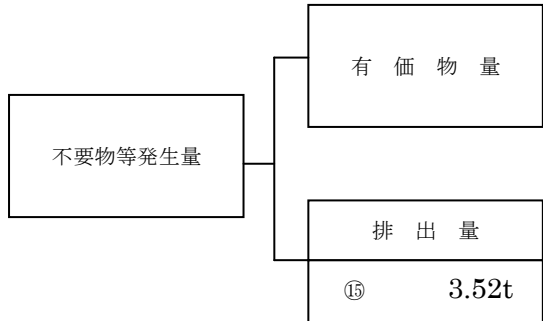 有 価 物 量
不要物等発生量
排 出 量
⑮ 3.52t